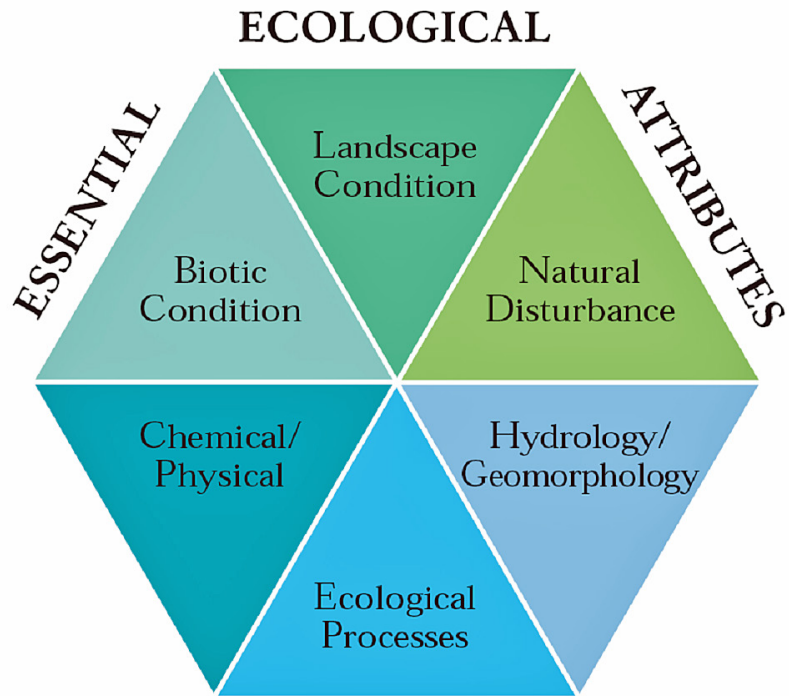 ESSENTIAL
ECOLOGICAL
ATTRIBUTES
Landscape
Condition
Biotic
Condition
Natural
Disturbance
Chemical/
Physical
Hydrology/
Geomorphology
Ecological
Processes